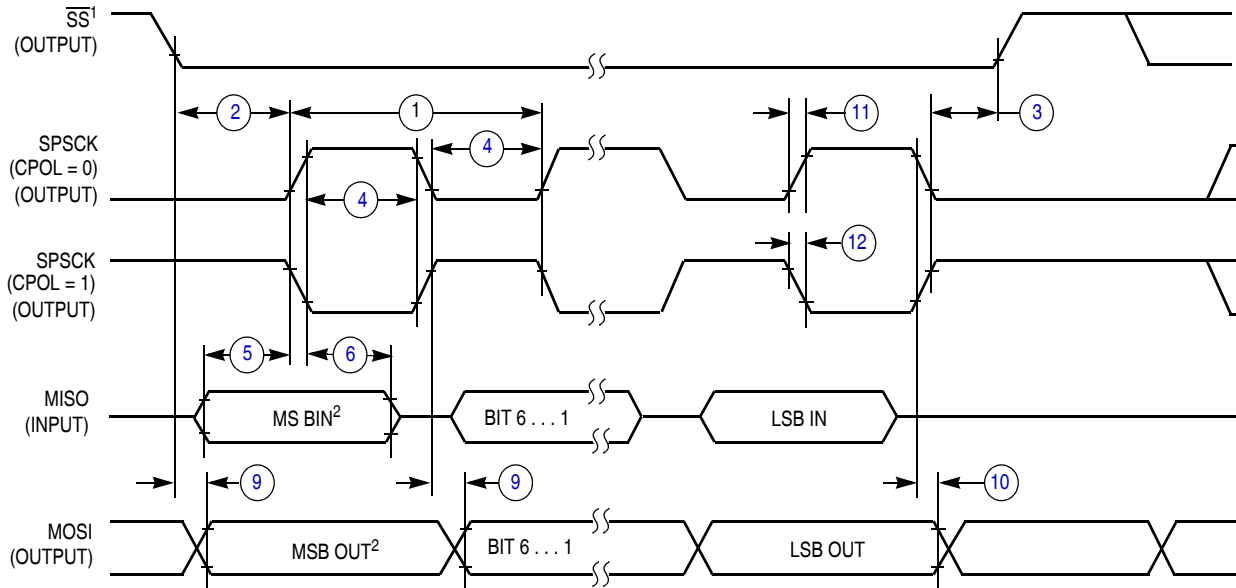 SS¹
(OUTPUT)
2
1
11
3
SPSCK
(CPOL = 0)
(OUTPUT)
4
4
12
SPSCK
(CPOL = 1)
(OUTPUT)
5
6
MISO
(INPUT)
MS BIN²
BIT 6 . . . 1
LSB IN
9
9
10
MOSI
(OUTPUT)
MSB OUT²
BIT 6 . . . 1
LSB OUT